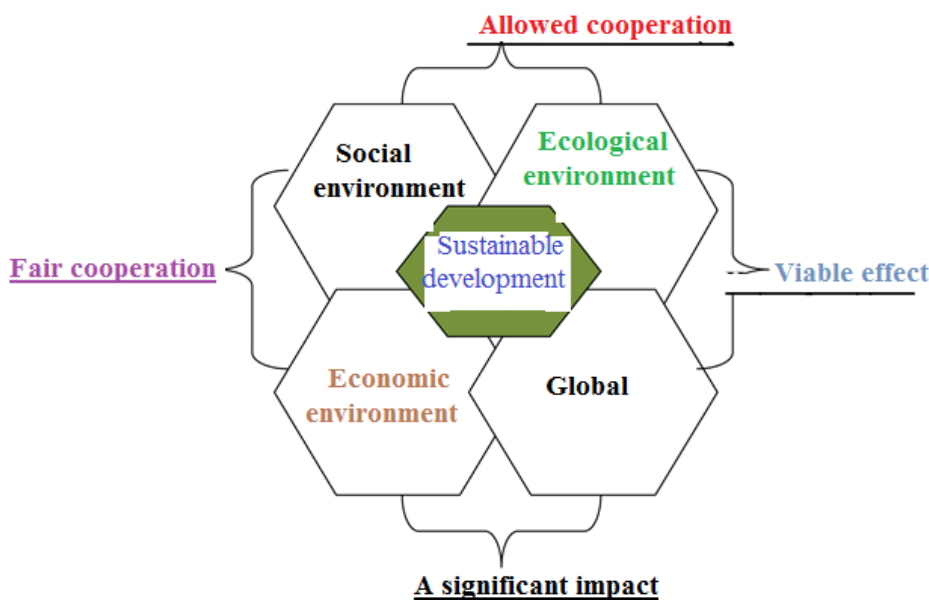 Allowed cooperation
Social
environment
Ecological
environment
Sustainable
development
Fair cooperation
Viable effect
Economic
environment
Global
A significant impact